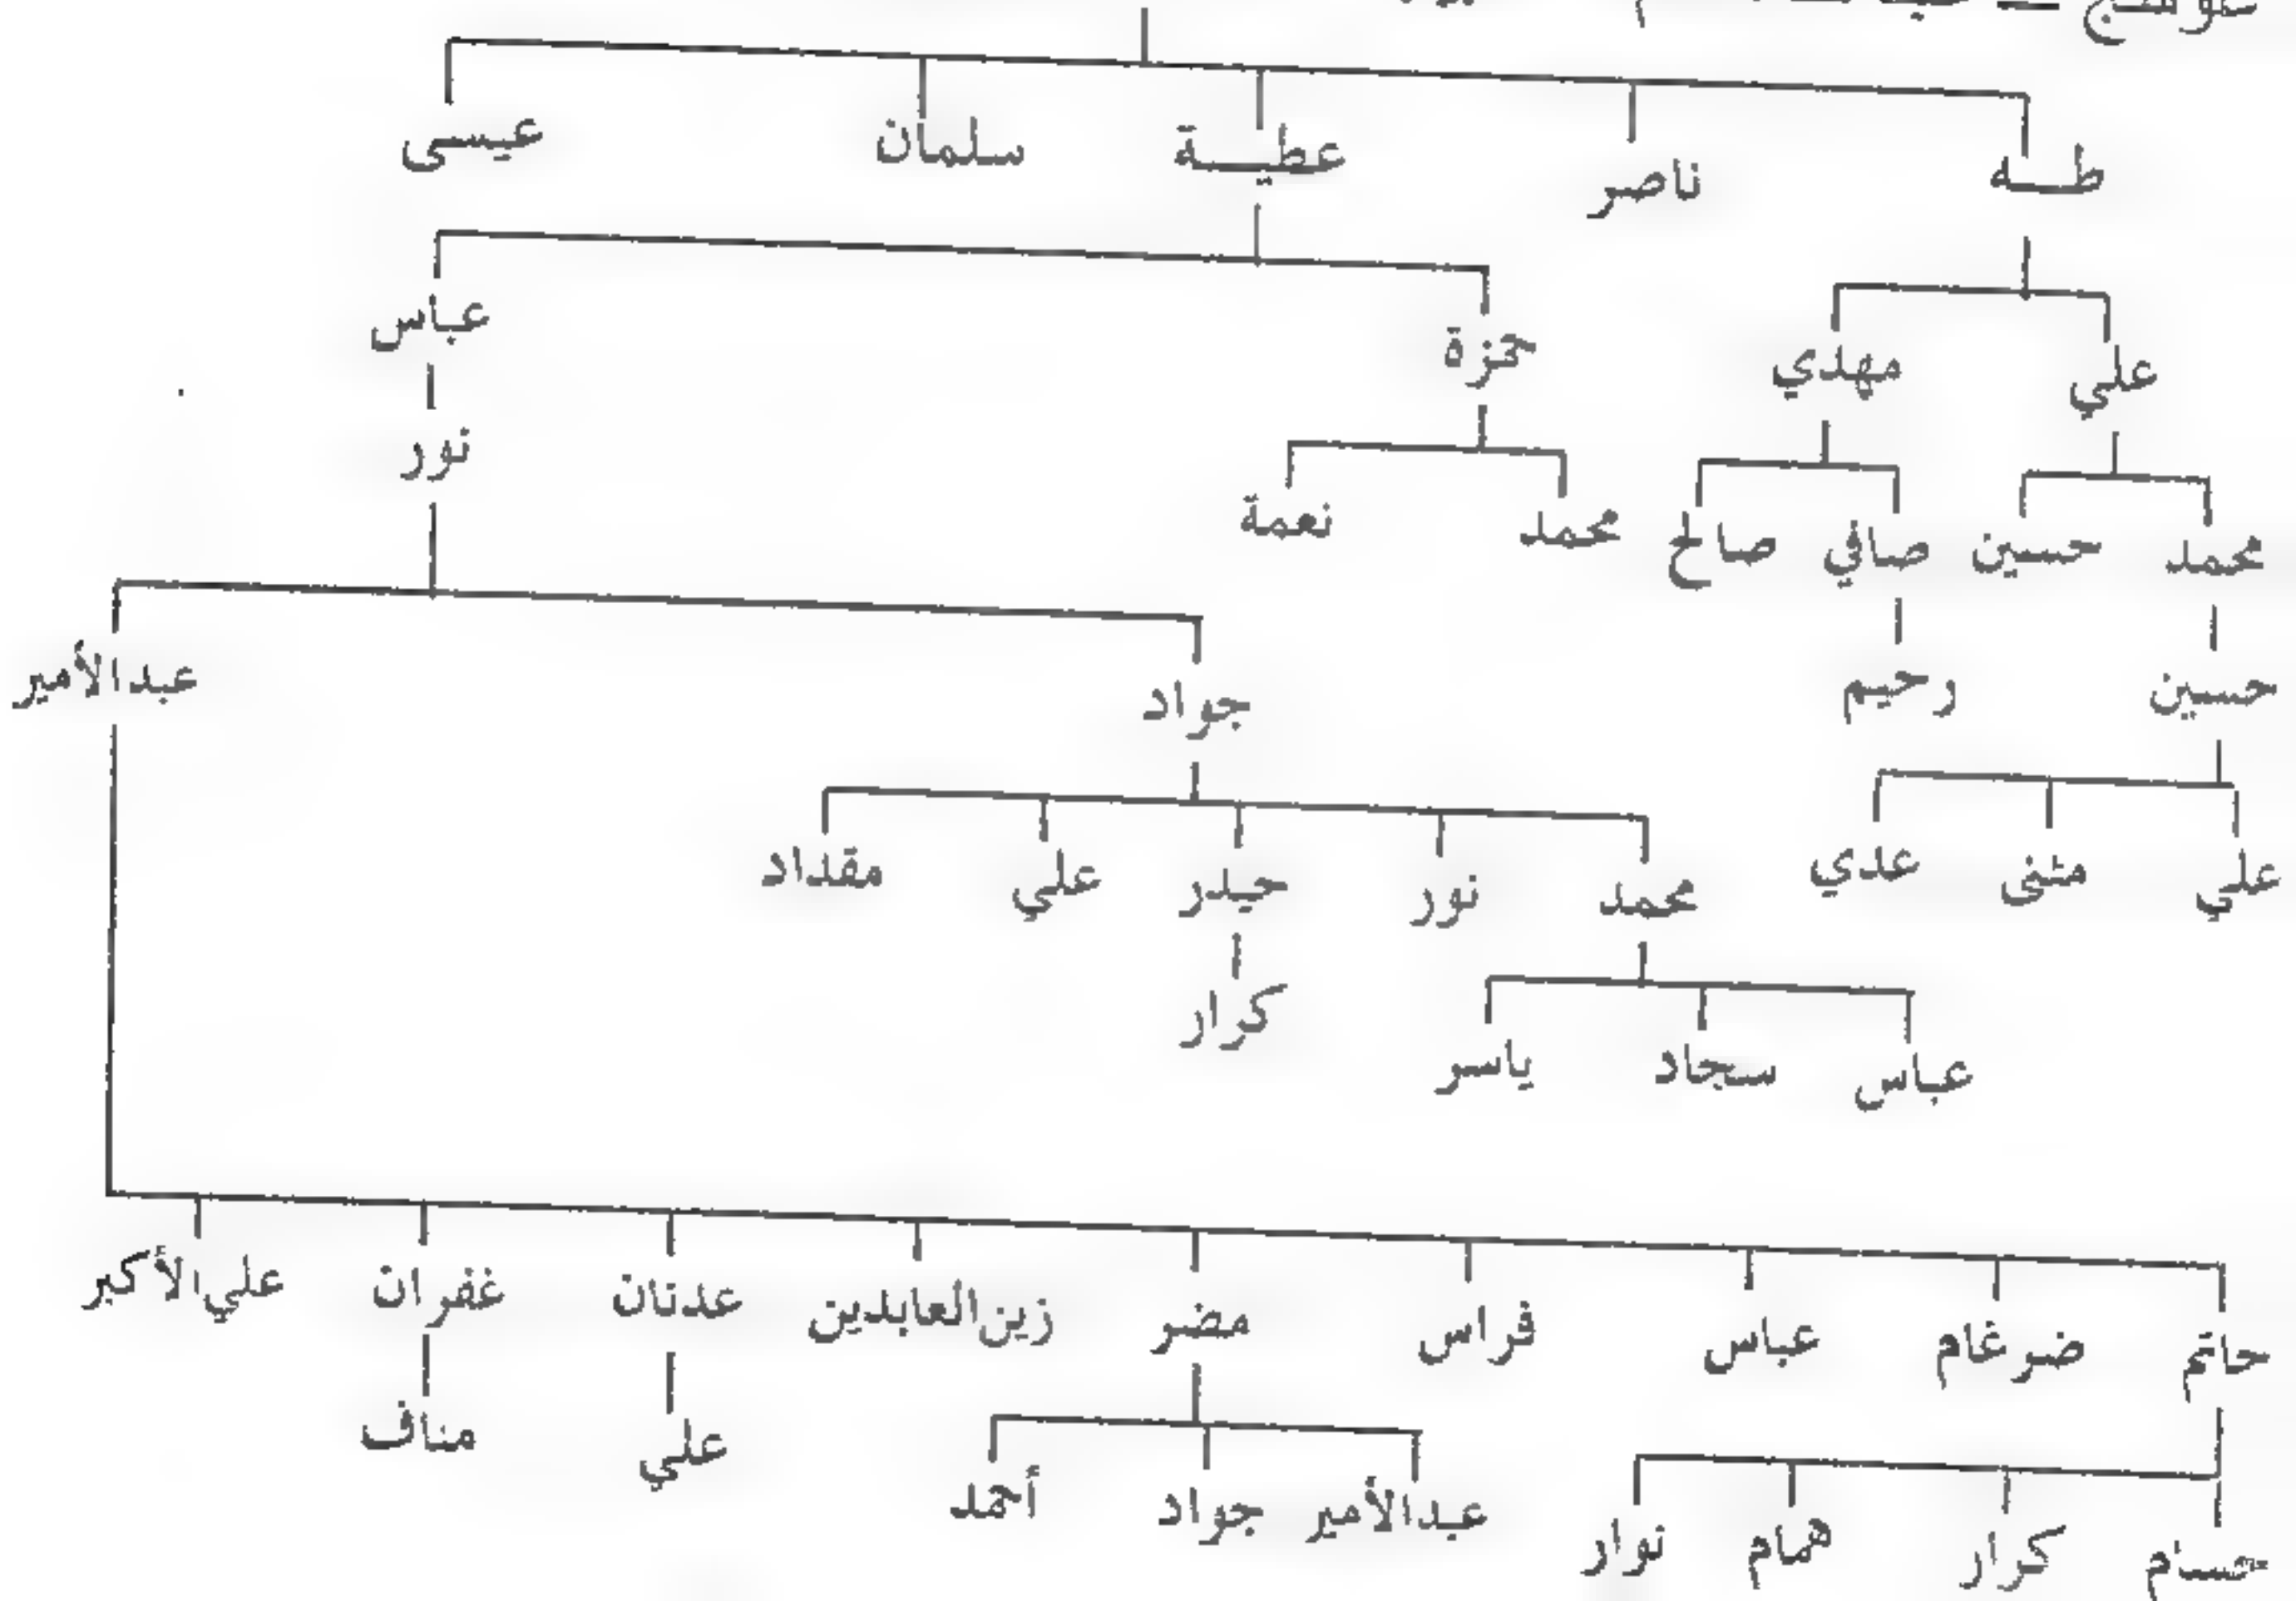 طه ناصر عطية سلمان عيسى
علي مهدي حمزة عباس
نور
محمد حسين صافي صالح محمد نعمة
حسين رحيم جواد عبدالأمير
علي مثنى عدي محمد نور حيدر علي مقداد
عباس سجاد ياسر كرار
حاتم ضرغام عباس فراس مضر زين العابدين عدنان غفران علي الأكبر
علي مناف
حسام كرار همام نوار عبدالأمير جواد أحمد